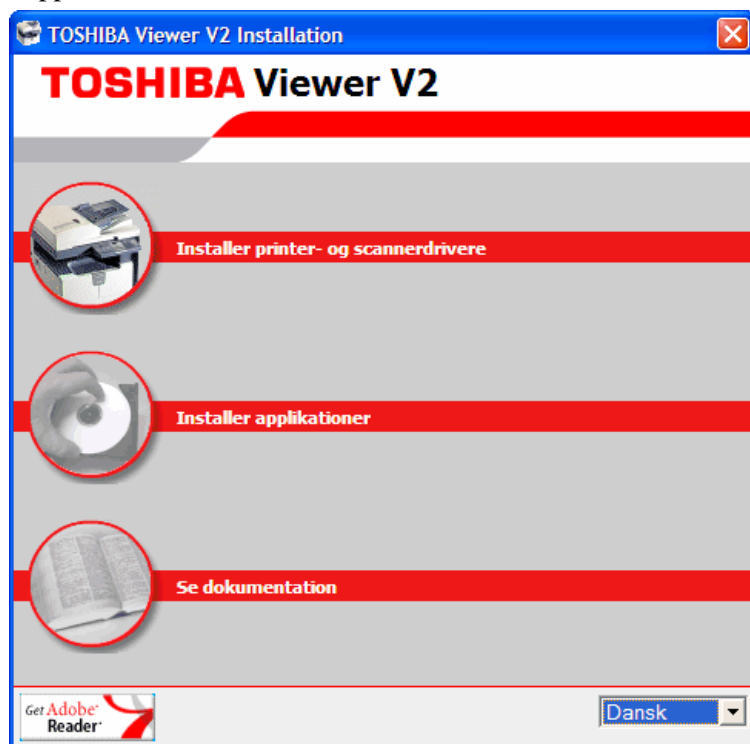 TOSHIBA Viewer V2 Installation
TOSHIBA Viewer V2
Installer printer- og scannerdrivere
Installer applikationer
Se dokumentation
Get Adobe®
Reader®
Dansk